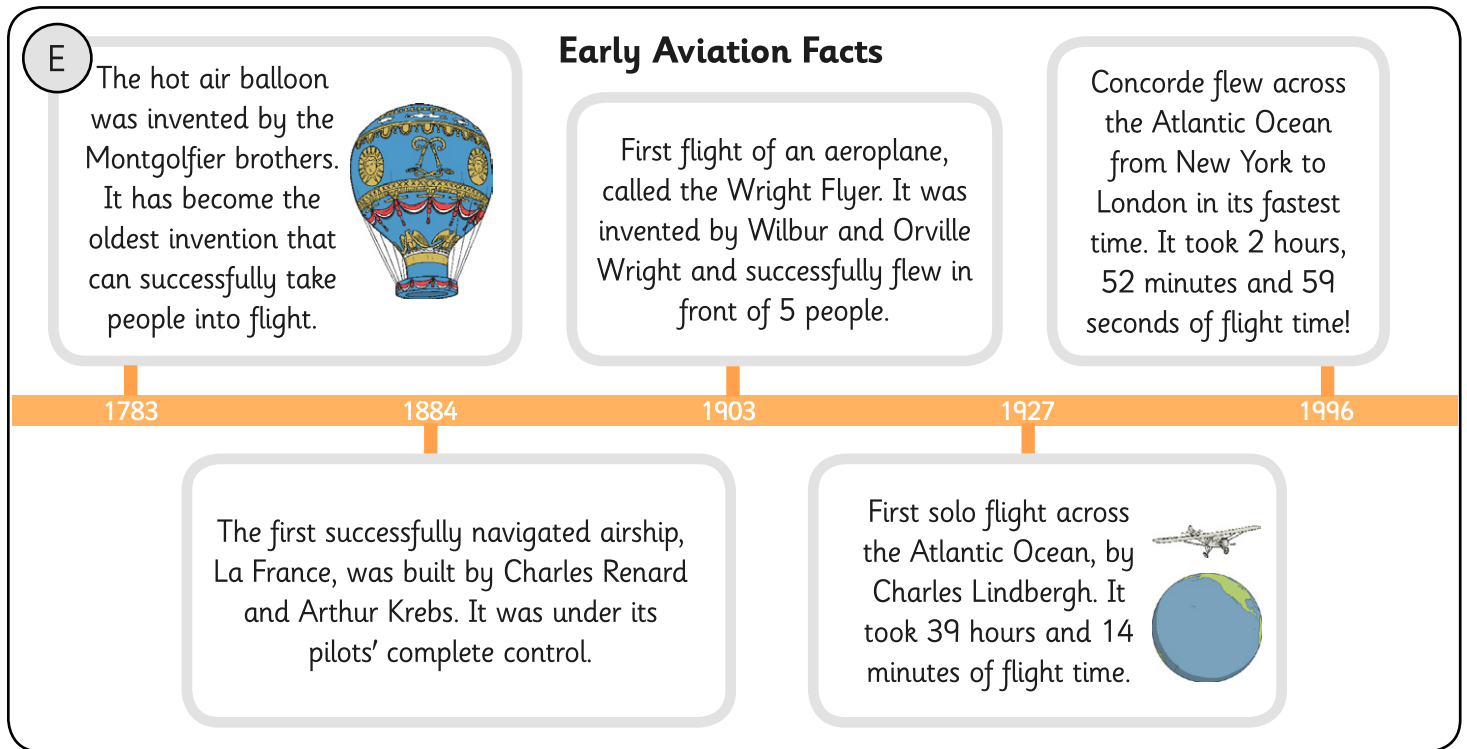 E
Early Aviation Facts
The hot air balloon
was invented by the
Montgolfier brothers.
It has become the
oldest invention that
can successfully take
people into flight.
First flight of an aeroplane,
called the Wright Flyer. It was
invented by Wilbur and Orville
Wright and successfully flew in
front of 5 people.
Concorde flew across
the Atlantic Ocean
from New York to
London in its fastest
time. It took 2 hours,
52 minutes and 59
seconds of flight time!
1783 1884 1903 1927 1996
The first successfully navigated airship,
La France, was built by Charles Renard
and Arthur Krebs. It was under its
pilots’ complete control.
First solo flight across
the Atlantic Ocean, by
Charles Lindbergh. It
took 39 hours and 14
minutes of flight time.